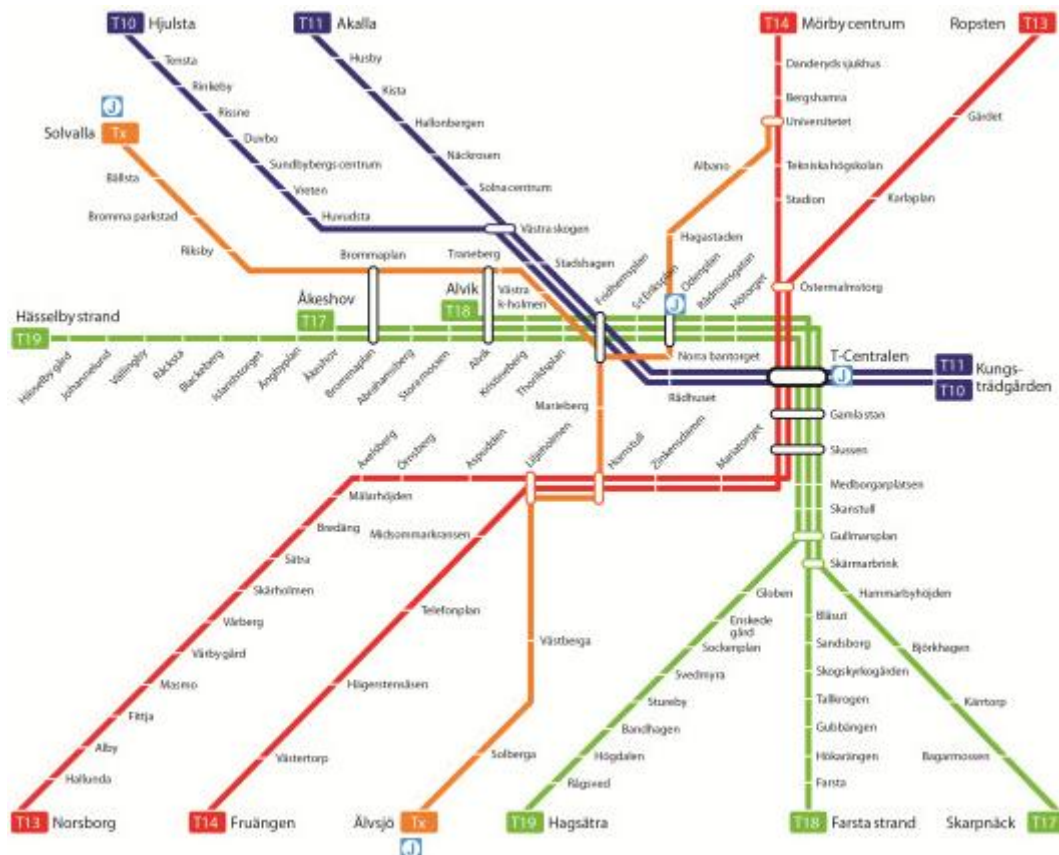 T10 Hjulsta
T11 Akalla
T14 Mörby centrum
Ropsten T13
Tensta
Rinkeby
Rissne
Duvbo
Sundbybergs centrum
Vreten
Huvudsta
Husby
Kista
Hallonbergen
Näckrosen
Solna centrum
Västra skogen
Stadshagen
Danderyds sjukhus
Bergshamra
Universitetet
Tekniska högskolan
Stadion
Gärdet
Karlaplan
Östermalmstorg
J
Solvalla Tx
Bällsta
Bromma parkstad
Riksby
Brommaplan
Traneberg
Västra
k-holmen
Albano
Hagastaden
Åkeshov
T17
Alvik
T18
Hässelby strand
T19
Fridhemsplan
S:t Eriksplan
Odenplan
J
Rådmansgatan
Hötorget
Hässelby gård
Johannelund
Vällingby
Råcksta
Blackeberg
Islandstorget
Ängbyplan
Åkeshov
Brommaplan
Abrahamsberg
Stora mossen
Alvik
Kristineberg
Thorildsplan
Norra bantorget
Rådhuset
T-Centralen
J
T11
T10
Kungs-
trädgården
Marieberg
Gamla stan
Slussen
Axelsberg
Örnsberg
Aspudden
Liljeholmen
Hornstull
Zinkensdamm
Mariatorget
Medborgarplatsen
Skanstull
Gullmarsplan
Skärmarbrink
Mälarhöjden
Bredäng
Sätra
Skärholmen
Vårberg
Vårby gård
Masmo
Fittja
Alby
Hallunda
T13 Norsborg
Midsommarkransen
Telefonplan
Hägerstensåsen
Västertorp
T14 Fruängen
Västberga
Solberga
Älvsjö Tx
J
Globen
Enskede
gård
Sockenplan
Svedmyra
Stureby
Bandhagen
Högdalen
Rågsved
T19 Hagsätra
Blåsut
Sandsborg
Skogskyrkogården
Tallkrogen
Gubbängen
Hökarängen
Farsta
T18 Farsta strand
Hammarbyhöjden
Björkhagen
Kärrtorp
Bagarmossen
Skarpnäck T17